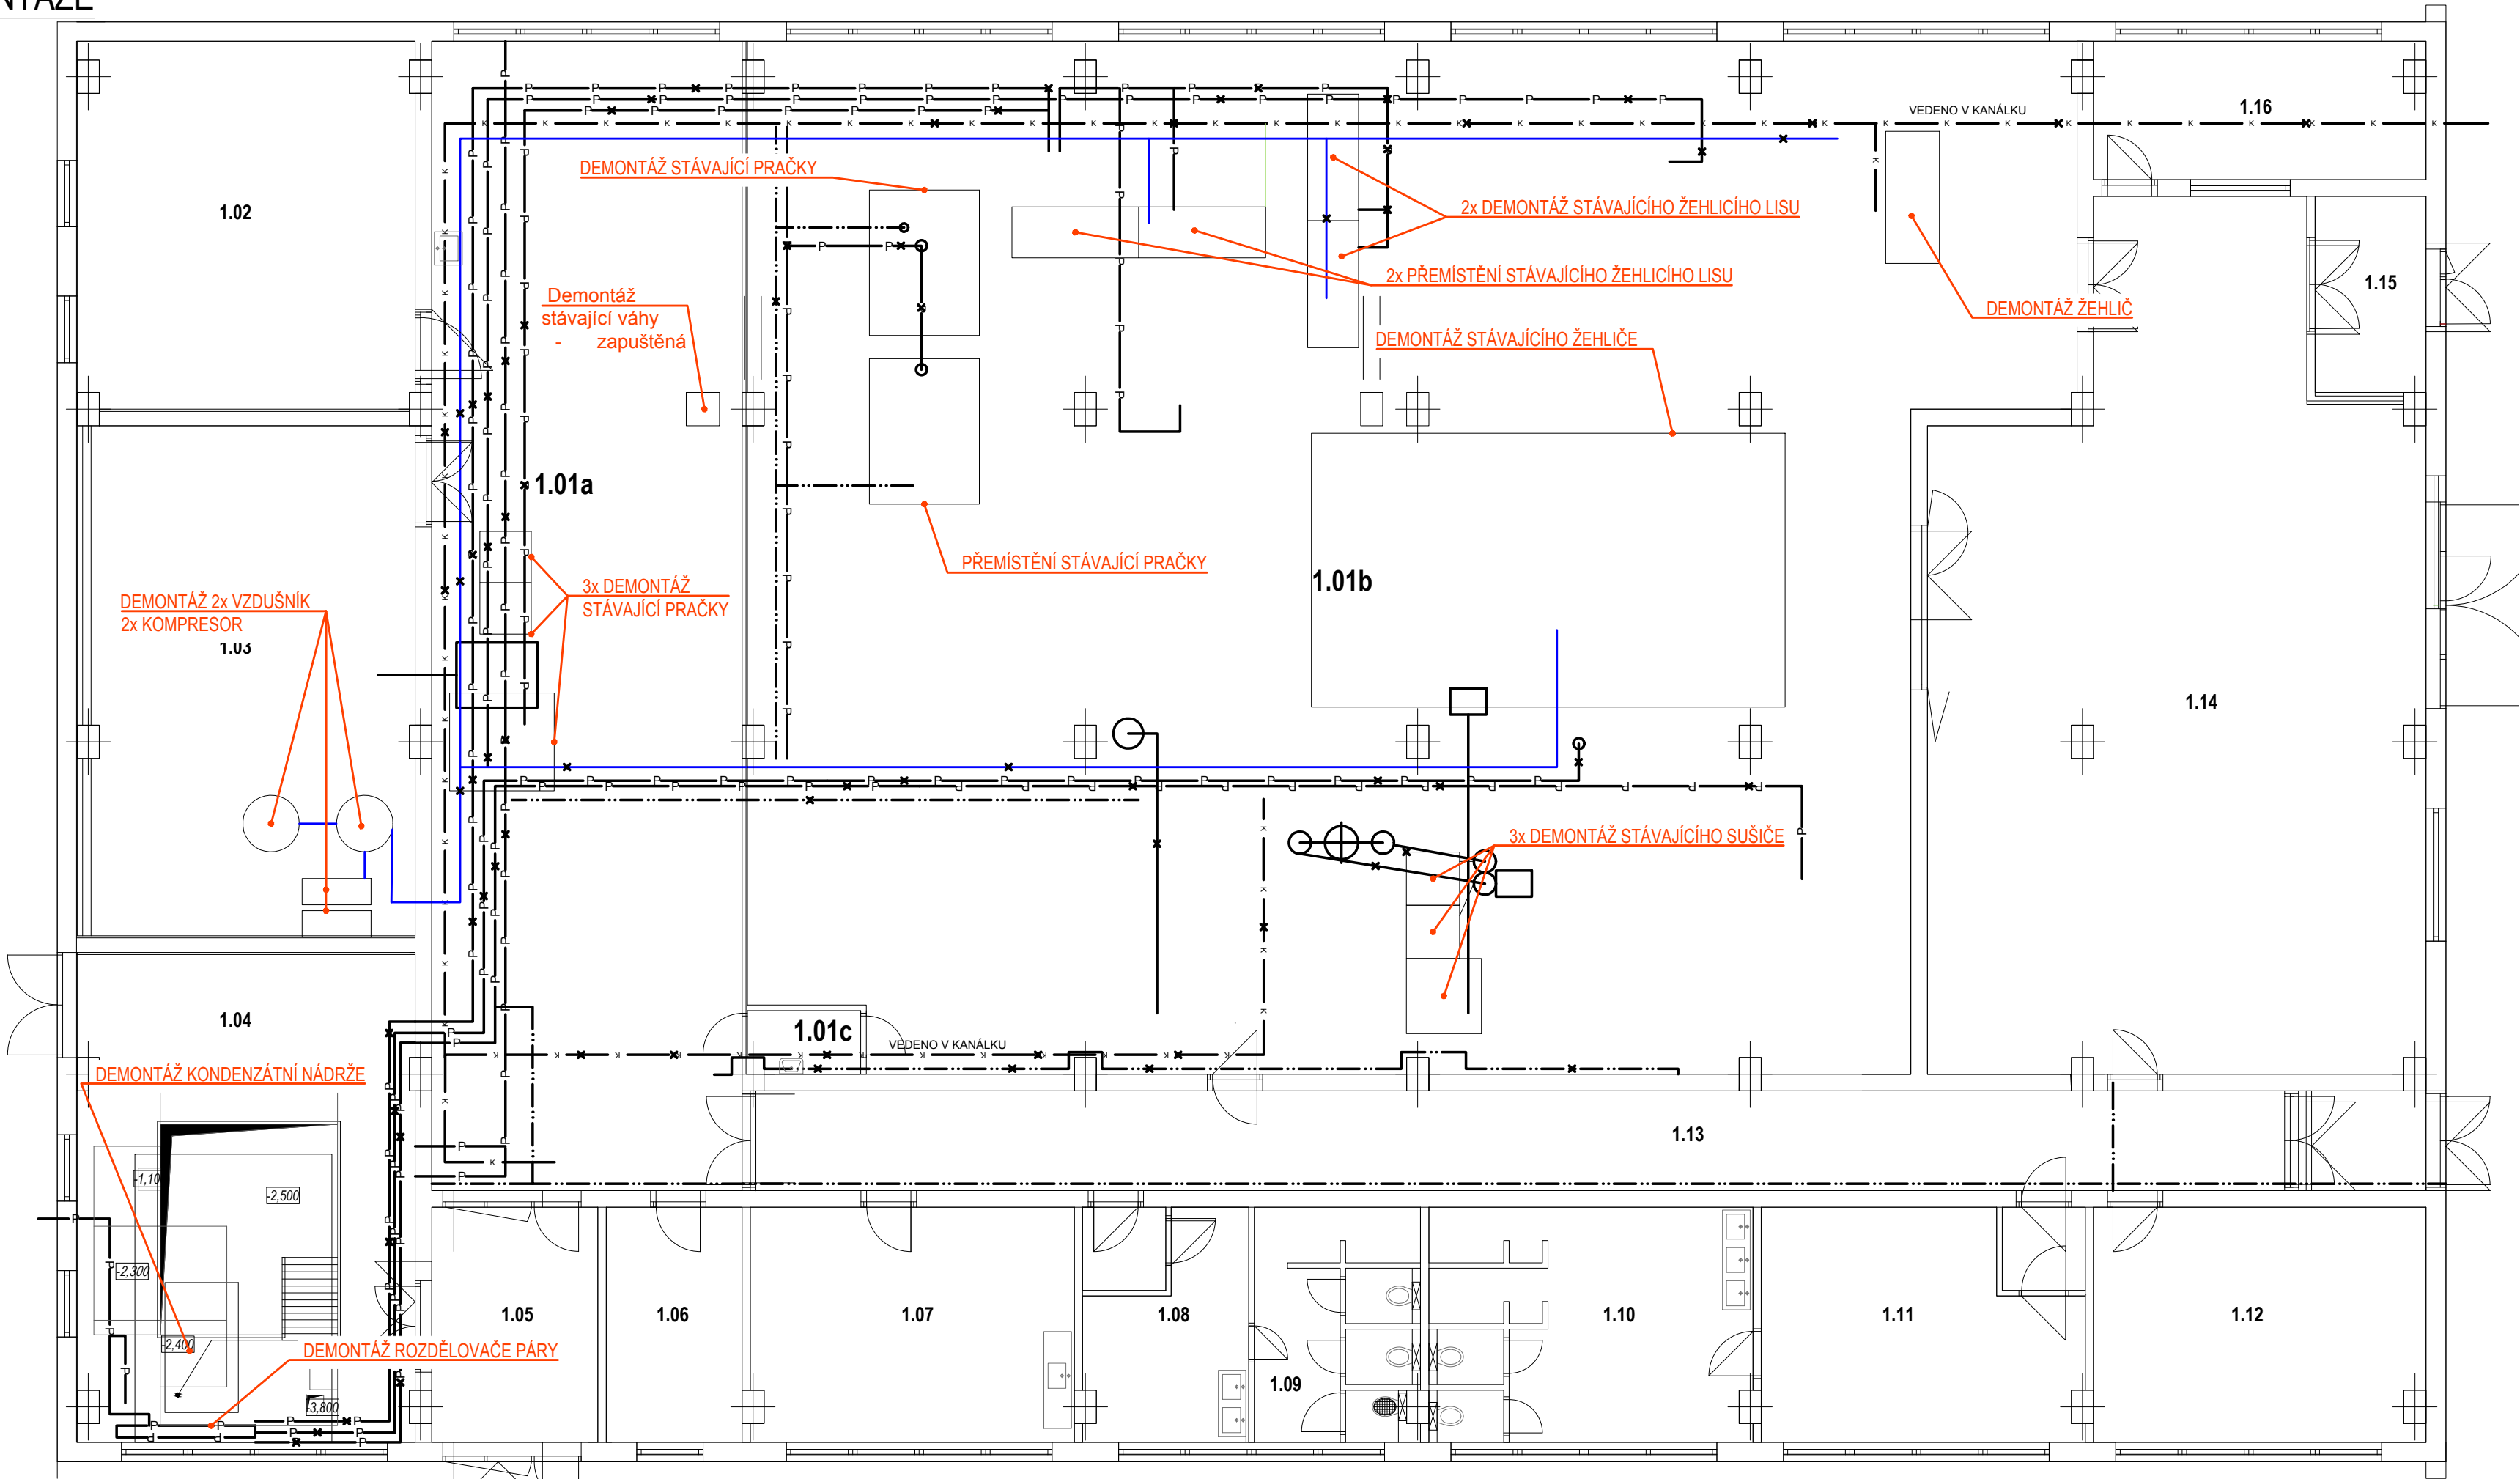 VEDENO V KANÁLKU
1.16
DEMONTÁŽ STÁVAJÍCÍ PRAČKY
1.02
2x DEMONTÁŽ STÁVAJÍCÍHO ŽEHLICÍHO LISU
2x PŘEMÍSTĚNÍ STÁVAJÍCÍHO ŽEHLICÍHO LISU
1.15
Demontáž
stávající váhy
- zapuštěná
DEMONTÁŽ ŽEHLIČ
DEMONTÁŽ STÁVAJÍCÍHO ŽEHLIČE
1.01a
PŘEMÍSTĚNÍ STÁVAJÍCÍ PRAČKY
1.01b
3x DEMONTÁŽ
STÁVAJÍCÍ PRAČKY
DEMONTÁŽ 2x VZDUŠNÍK
2x KOMPRESOR
1.03
1.14
3x DEMONTÁŽ STÁVAJÍCÍHO SUŠIČE
1.04
1.01c
VEDENO V KANÁLKU
DEMONTÁŽ KONDENZÁTNÍ NÁDRŽE
1.13
-1,10
-2,500
-2,300
-2,400
DEMONTÁŽ ROZDĚLOVAČE PÁRY
-3,800
1.05
1.06
1.07
1.08
1.09
1.10
1.11
1.12